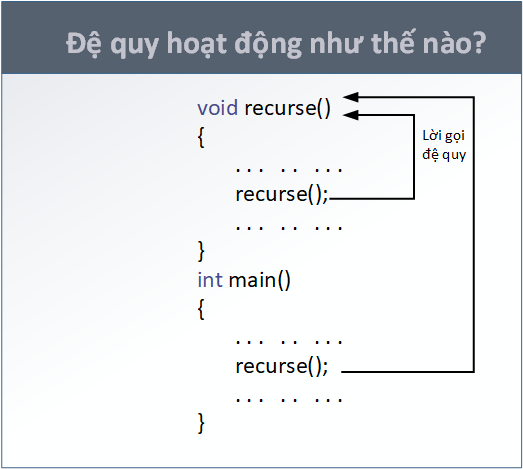 Đệ quy hoạt động như thế nào?
void recurse()
{
... .. ...
recurse();
... .. ...
}
int main()
{
... .. ...
recurse();
... .. ...
}
Lời gọi
đệ quy